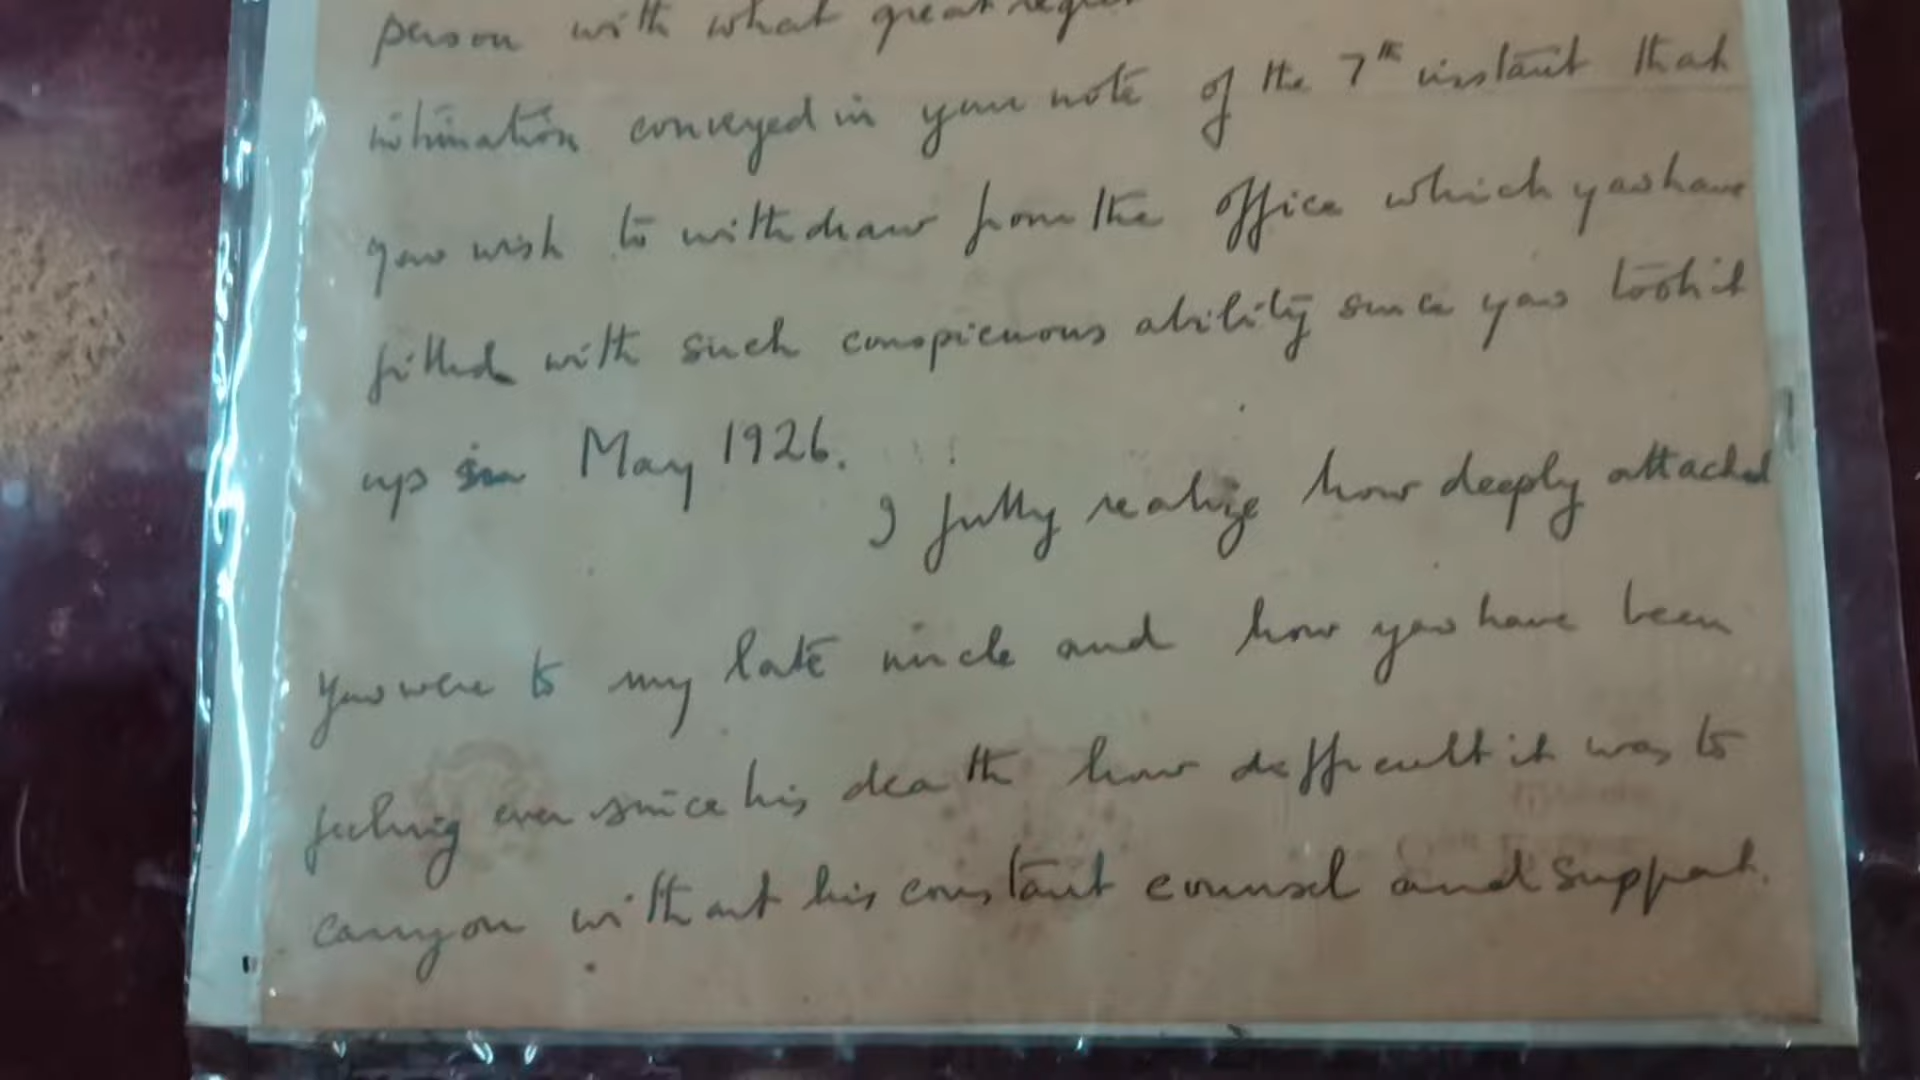 person with what great regret
intimation conveyed in your note of the 7th instant that
you wish to withdraw from the office which you have
filled with such conspicuous ability since you took it
up in May 1926.
I fully realize how deeply attached
you were to my late uncle and how you have been
feeling ever since his death how difficult it was to
carry on without his constant counsel and support.